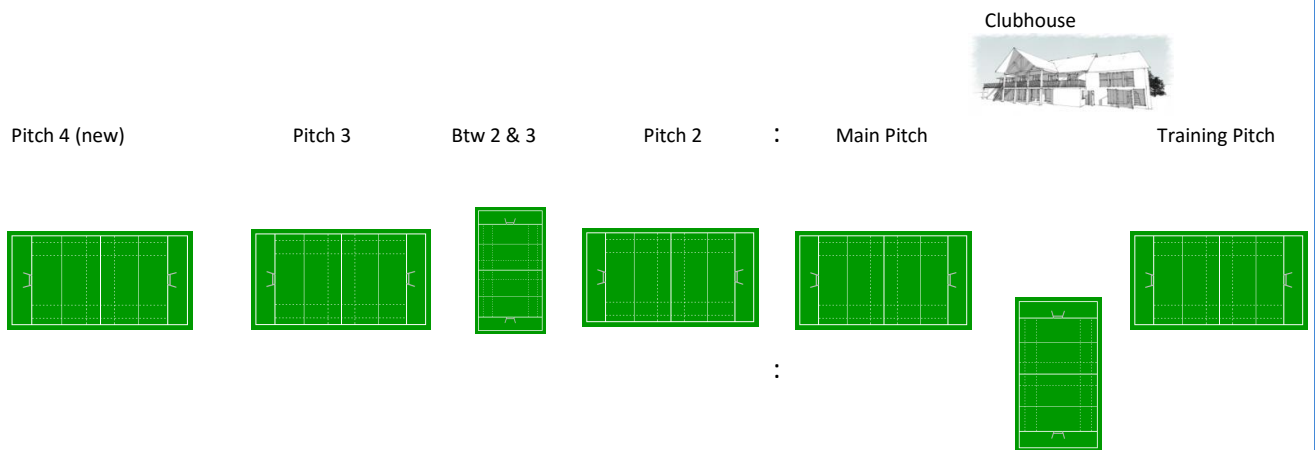 Clubhouse
Pitch 4 (new) Pitch 3 Btw 2 & 3 Pitch 2 : Main Pitch Training Pitch
: